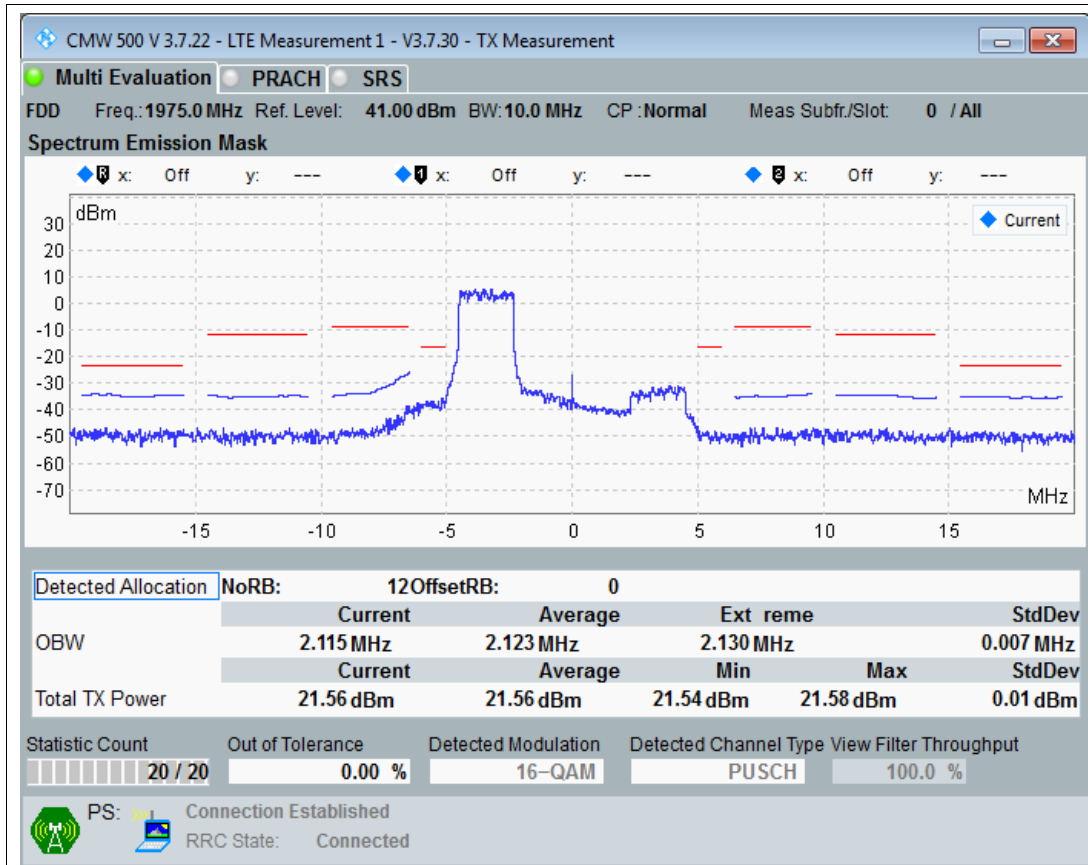 CMW 500 V 3.7.22 - LTE Measurement 1 - V3.7.30 - TX Measurement
Multi Evaluation PRACH SRS
FDD Freq.: 1975.0 MHz Ref. Level: 41.00 dBm BW: 10.0 MHz CP : Normal Meas Subfr./Slot: 0 / All
Spectrum Emission Mask
R x: Off y: --- 1 x: Off y: --- 2 x: Off y: ---
dBm
Current
30
20
10
0
-10
-20
-30
-40
-50
-60
-70
MHz
-15 -10 -5 0 5 10 15
Detected Allocation NoRB: 12 OffsetRB: 0
Current Average Ext reme StdDev
OBW 2.115 MHz 2.123 MHz 2.130 MHz 0.007 MHz
Current Average Min Max StdDev
Total TX Power 21.56 dBm 21.56 dBm 21.54 dBm 21.58 dBm 0.01 dBm
Statistic Count Out of Tolerance Detected Modulation Detected Channel Type View Filter Throughput
20 / 20 0.00 % 16-QAM PUSCH 100.0 %
PS: Connection Established
RRC State: Connected